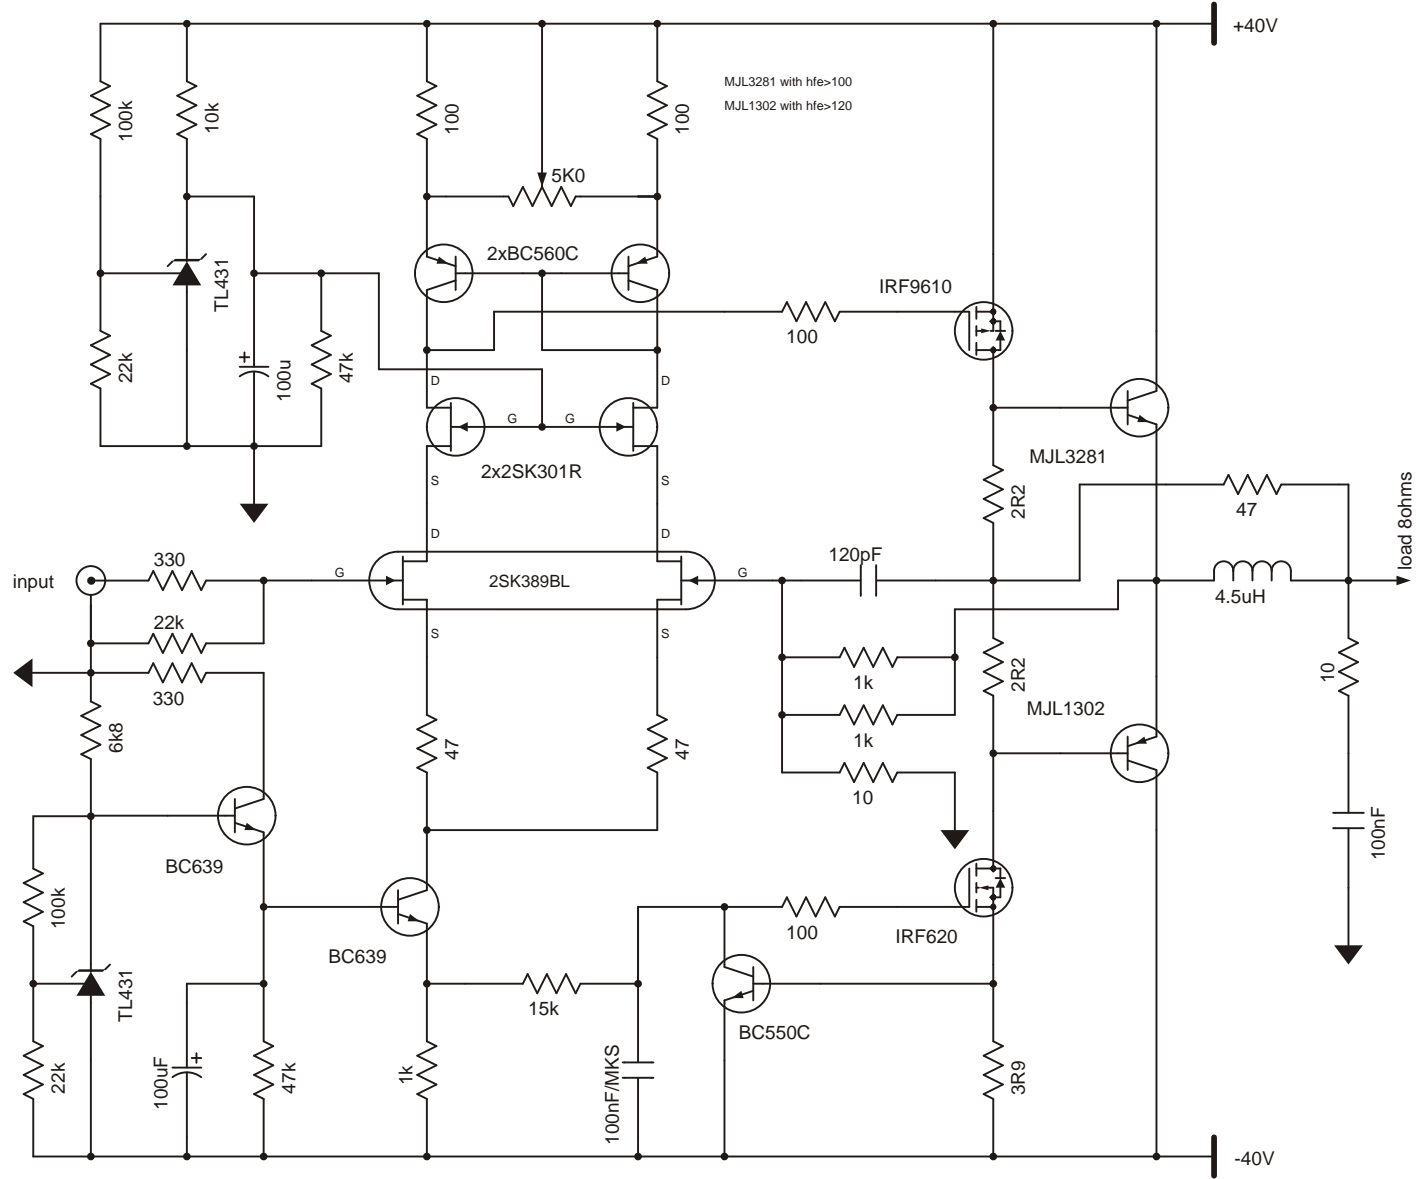 +40V
MJL3281 with hfe>100
MJL1302 with hfe>120
100k
10k
100
100
5K0
2xBC560C
TL431
IRF9610
100
22k
100u
+
47k
D
D
G
G
MJL3281
2x2SK301R
S
S
2R2
47
load 8ohms
D
D
330
120pF
input
G
2SK389BL
G
4.5uH
22k
S
S
330
1k
2R2
10
6k8
1k
MJL1302
47
47
10
100nF
BC639
100k
BC639
100
IRF620
TL431
15k
BC550C
22k
100uF
+
47k
1k
100nF/MKS
3R9
-40V